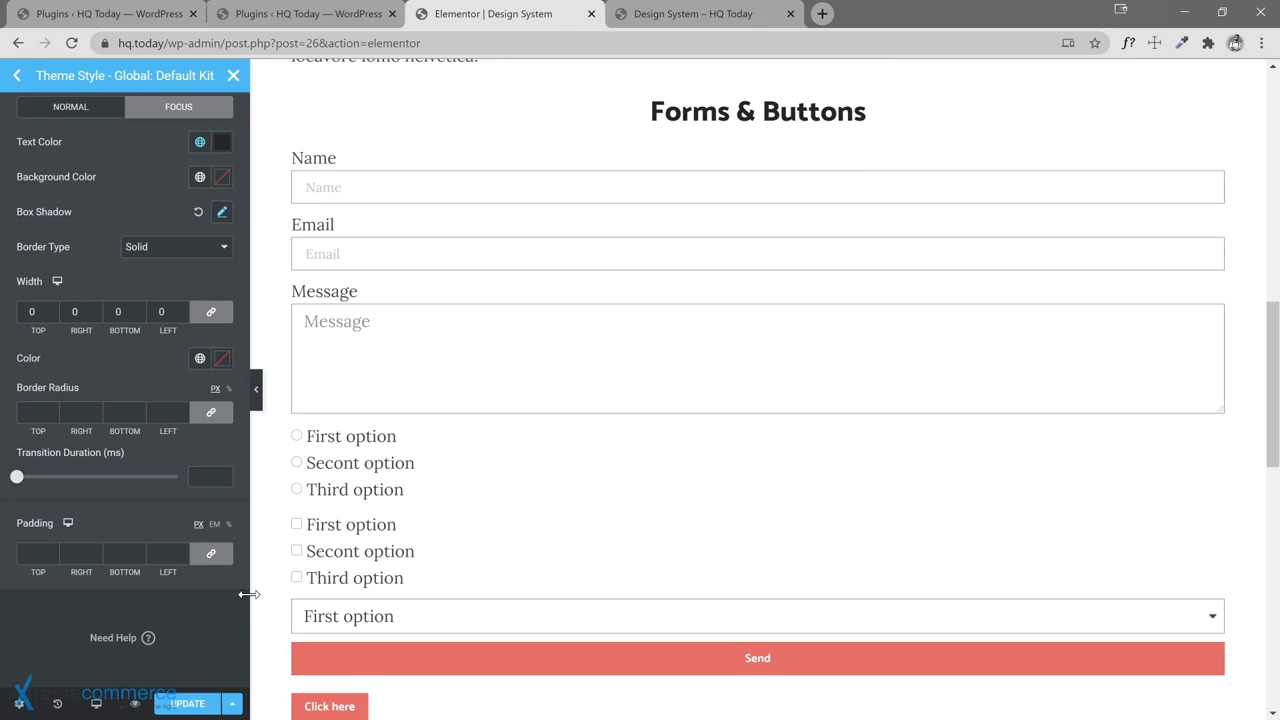 Plugins ‹ HQ Today — WordPress
Plugins ‹ HQ Today — WordPress
Elementor | Design System
Design System – HQ Today
hq.today/wp-admin/post.php?post=26&action=elementor
f?
Theme Style - Global: Default Kit
NORMAL
FOCUS
Text Color
Background Color
Box Shadow
Border Type
Solid
Width
0 0 0 0
TOP RIGHT BOTTOM LEFT
Color
Border Radius
PX %
TOP RIGHT BOTTOM LEFT
Transition Duration (ms)
Padding
PX EM %
TOP RIGHT BOTTOM LEFT
Need Help ?
commerce
UPDATE
Forms & Buttons
Name
Name
Email
Email
Message
Message
First option
Secont option
Third option
First option
Secont option
Third option
First option
Send
Click here